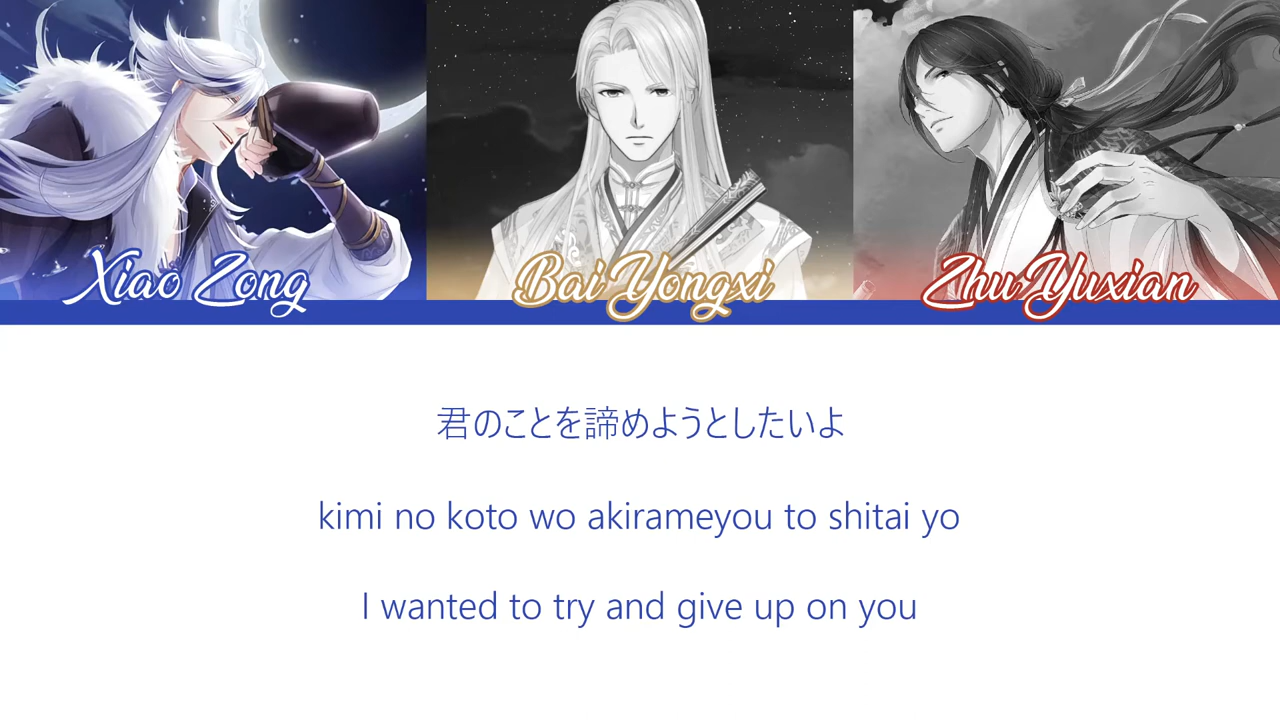 Xiao Zong
Bai Yongxi
Zhu Yuxian
君のことを諦めようとしたいよ
kimi no koto wo akirameyou to shitai yo
I wanted to try and give up on you